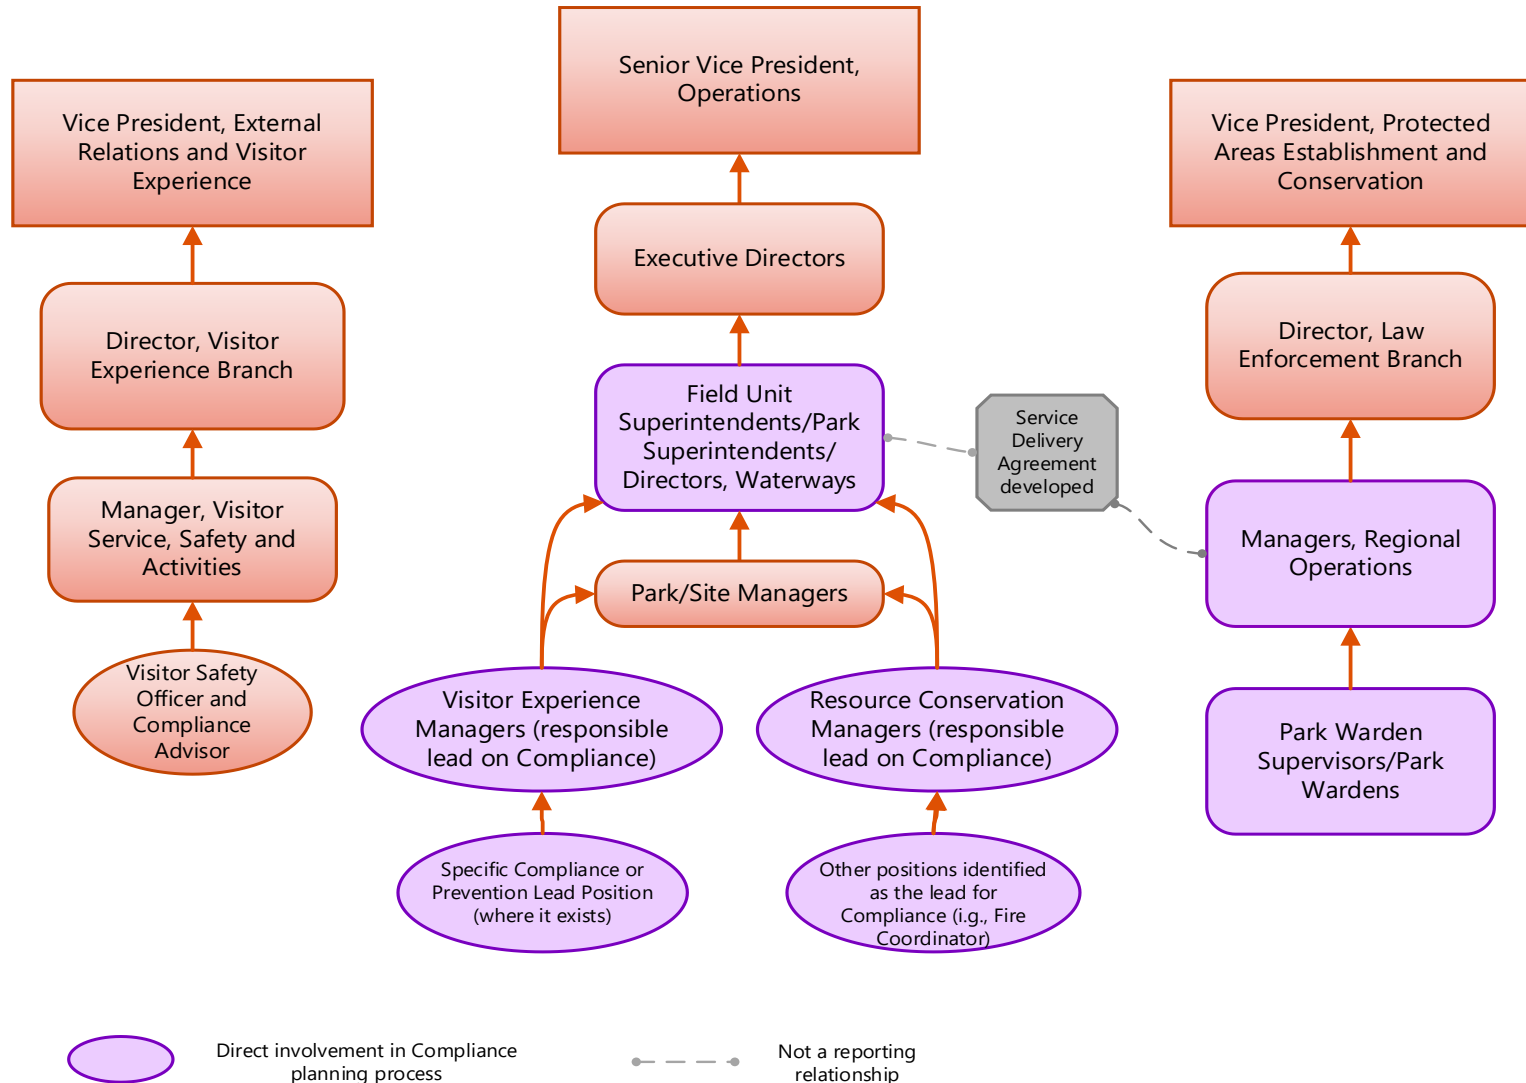 Senior Vice President,
Operations
Vice President, External
Relations and Visitor
Experience
Vice President, Protected
Areas Establishment and
Conservation
Executive Directors
Director, Visitor
Experience Branch
Director, Law
Enforcement Branch
Field Unit
Superintendents/Park
Superintendents/
Directors, Waterways
Service
Delivery
Agreement
developed
Manager, Visitor
Service, Safety and
Activities
Managers, Regional
Operations
Park/Site Managers
Visitor Safety
Officer and
Compliance
Advisor
Visitor Experience
Managers (responsible
lead on Compliance)
Resource Conservation
Managers (responsible
lead on Compliance)
Park Warden
Supervisors/Park
Wardens
Specific Compliance or
Prevention Lead Position
(where it exists)
Other positions identified
as the lead for
Compliance (i.g., Fire
Coordinator)
Direct involvement in Compliance
planning process
Not a reporting
relationship